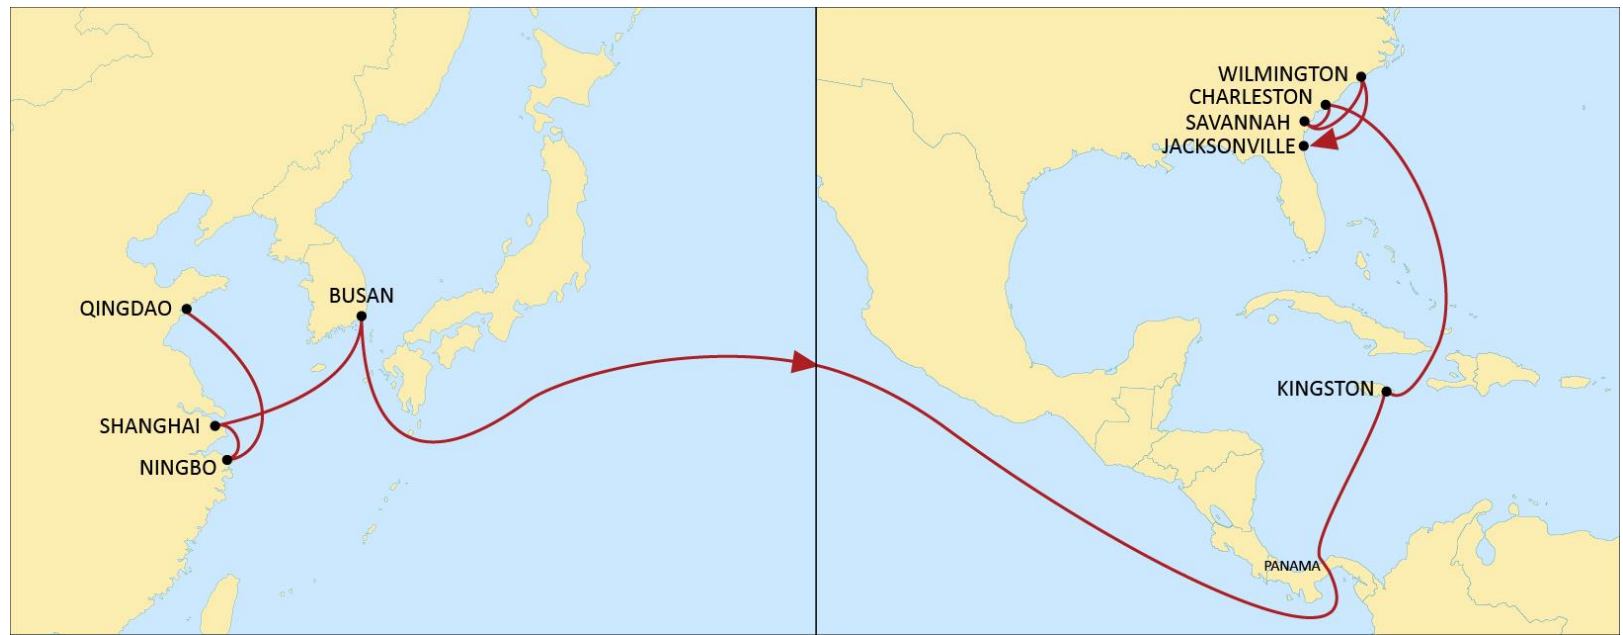 QINGDAO
BUSAN
SHANGHAI
NINGBO
WILMINGTON
CHARLESTON
SAVANNAH
JACKSONVILLE
KINGSTON
PANAMA